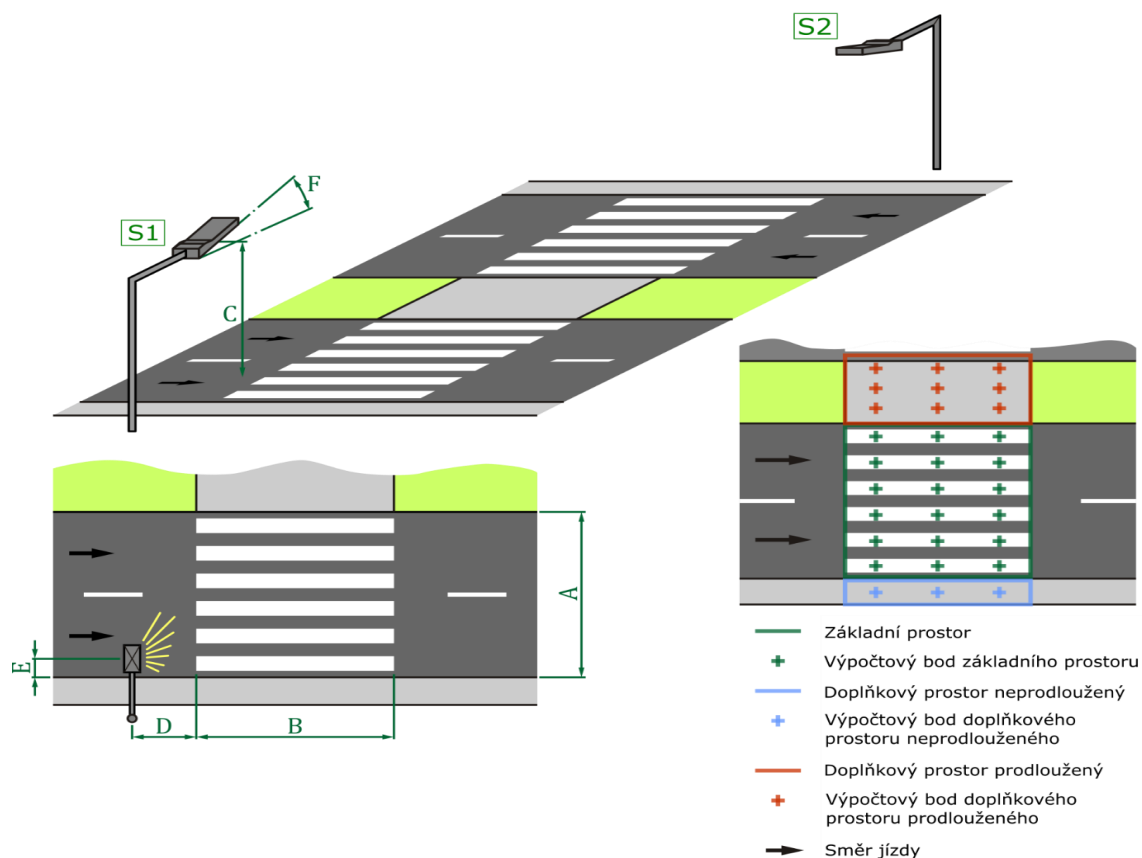 S2
F
S1
C
A
E
D
B
Základní prostor
Výpočtový bod základního prostoru
Doplňkový prostor neprodloužený
Výpočtový bod doplňkového
prostoru neprodlouženého
Doplňkový prostor prodloužený
Výpočtový bod doplňkového
prostoru prodlouženého
Směr jízdy